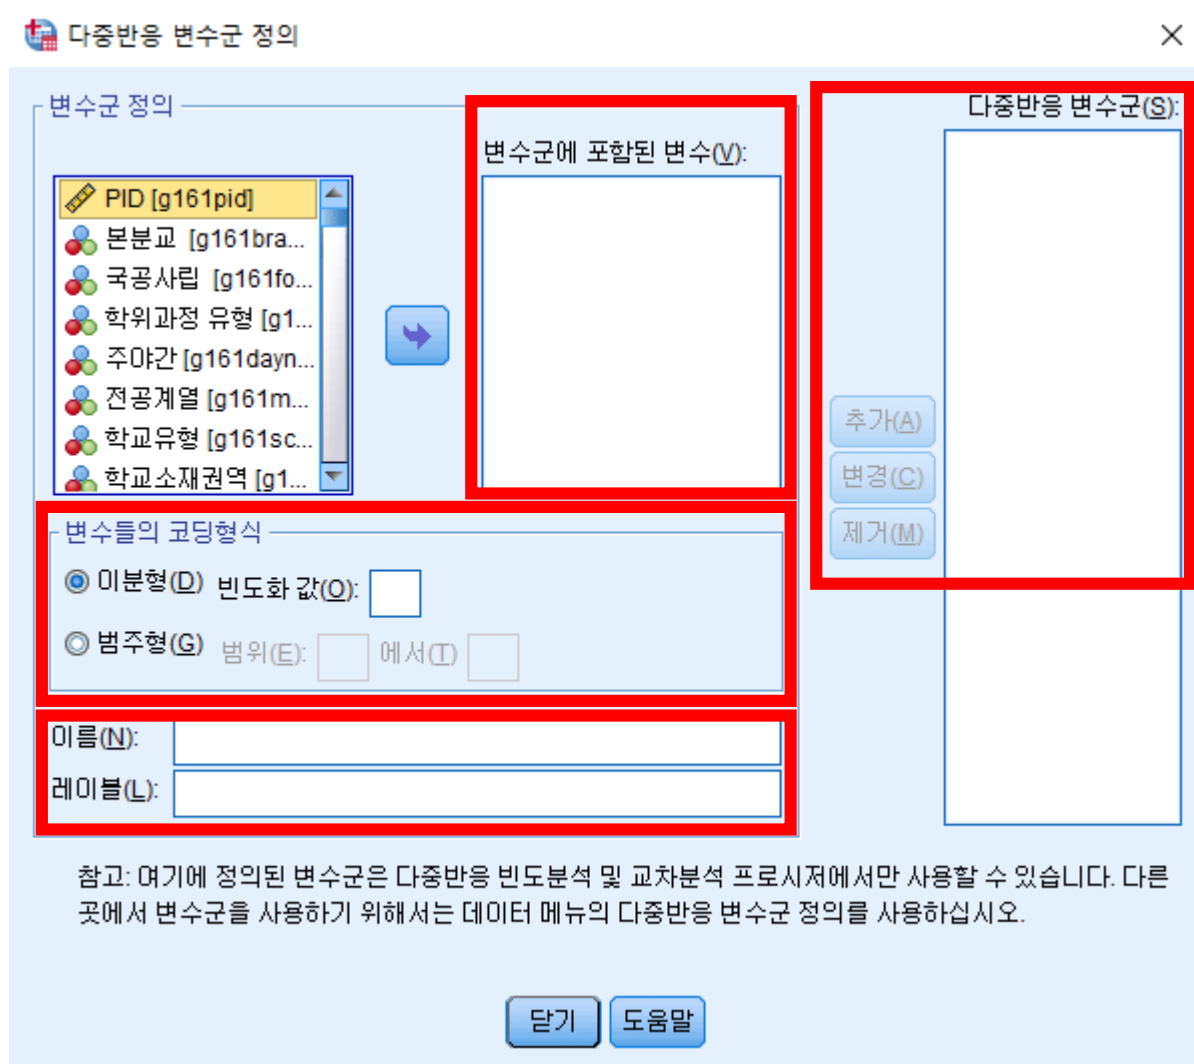 다중반응 변수군 정의
변수군 정의
PID [g161pid]
본분교 [g161bra...
국공사립 [g161fo...
학위과정 유형 [g1...
주야간 [g161dayn...
전공계열 [g161m...
학교유형 [g161sc...
학교소재권역 [g1...
변수군에 포함된 변수(V):
다중반응 변수군(S):
추가(A)
변경(C)
제거(M)
변수들의 코딩형식
이분형(D) 빈도화 값(O):
범주형(G) 범위(E): 에서(T)
이름(N):
레이블(L):
참고: 여기에 정의된 변수군은 다중반응 빈도분석 및 교차분석 프로시저에서만 사용할 수 있습니다. 다른
곳에서 변수군을 사용하기 위해서는 데이터 메뉴의 다중반응 변수군 정의를 사용하십시오.
닫기 도움말